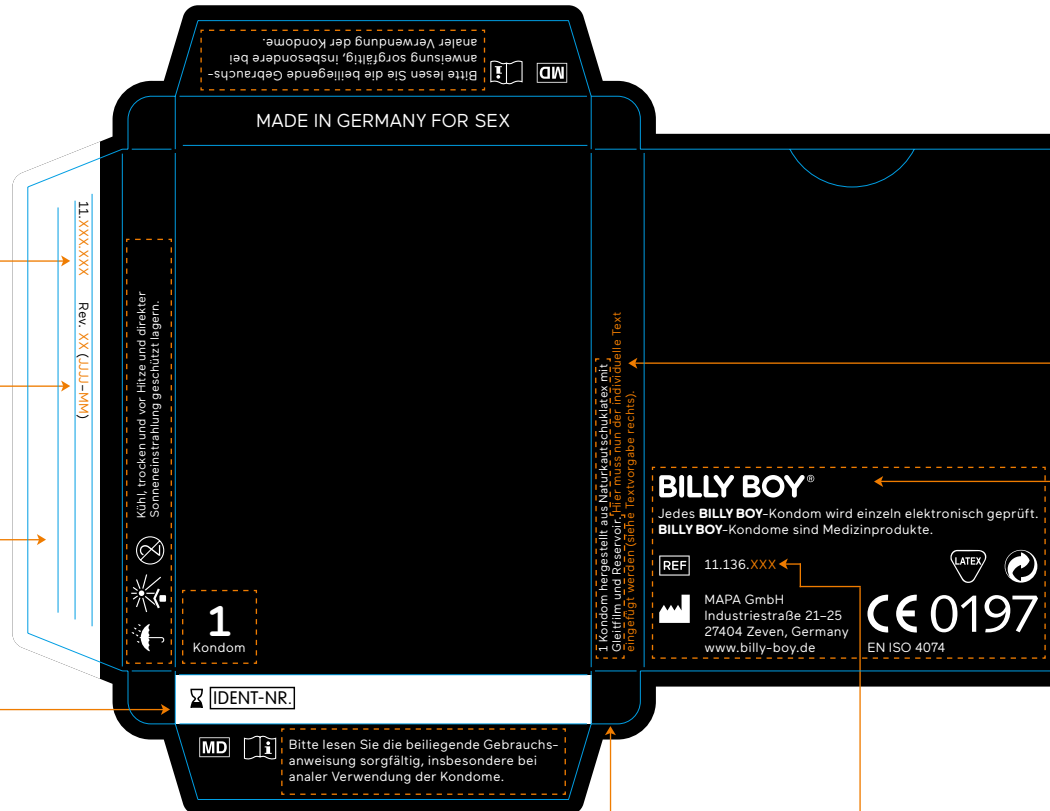 Bitte lesen Sie die beiliegende Gebrauchs-
anweisung sorgfältig, insbesondere bei
analer Verwendung der Kondome.
MD
MADE IN GERMANY FOR SEX
11.XXX.XXX Rev. XX (JJJJ-MM)
Kühl, trocken und vor Hitze und direkter
Sonneneinstrahlung geschützt lagern.
2
1
Kondom
1 Kondom hergestellt aus Naturkautschuklatex mit
Gleitfilm und Reservoir. Hier muss nun der individuelle Text
eingefügt werden (siehe Textvorgabe rechts).
BILLY BOY®
Jedes BILLY BOY-Kondom wird einzeln elektronisch geprüft.
BILLY BOY-Kondome sind Medizinprodukte.
REF 11.136.XXX
LATEX
MAPA GmbH
Industriestraße 21–25
27404 Zeven, Germany
www.billy-boy.de
CE 0197
EN ISO 4074
IDENT-NR.
MD
Bitte lesen Sie die beiliegende Gebrauchs-
anweisung sorgfältig, insbesondere bei
analer Verwendung der Kondome.